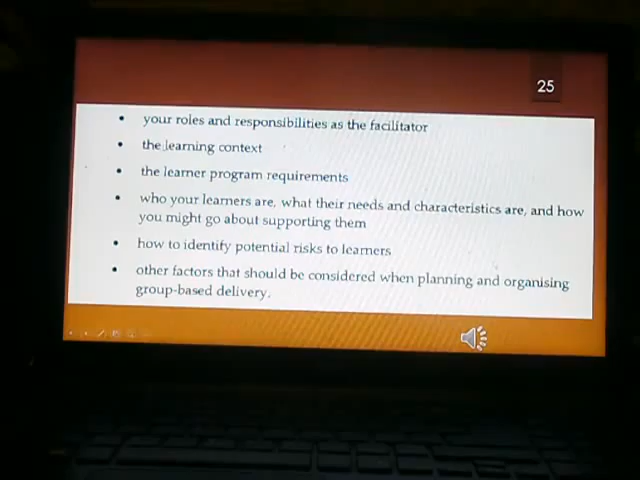 25
• your roles and responsibilities as the facilitator
• the learning context
• the learner program requirements
• who your learners are, what their needs and characteristics are, and how
you might go about supporting them
• how to identify potential risks to learners
• other factors that should be considered when planning and organising
group-based delivery.